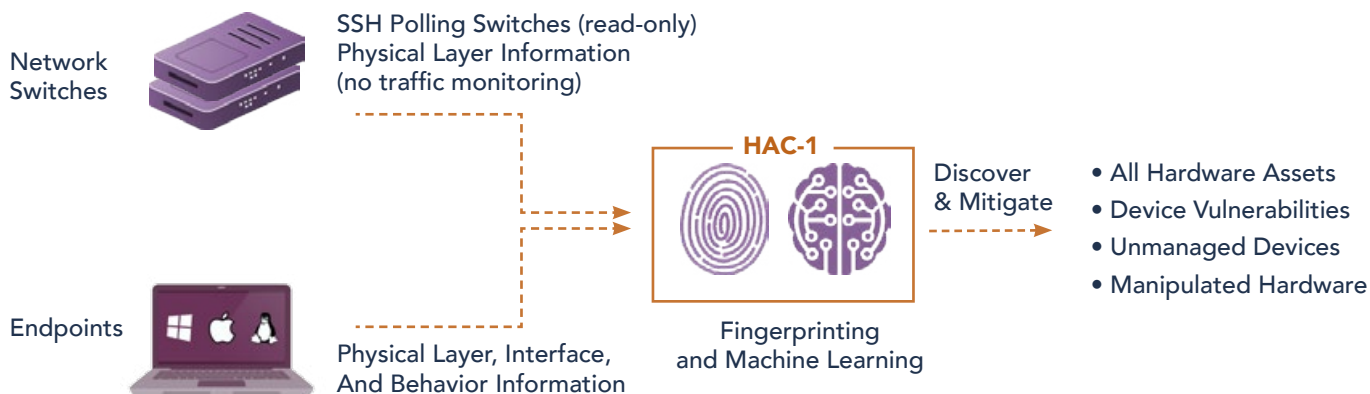 Network
Switches
SSH Polling Switches (read-only)
Physical Layer Information
(no traffic monitoring)
HAC-1
Discover
& Mitigate
• All Hardware Assets
• Device Vulnerabilities
• Unmanaged Devices
• Manipulated Hardware
Endpoints
Physical Layer, Interface,
And Behavior Information
Fingerprinting
and Machine Learning